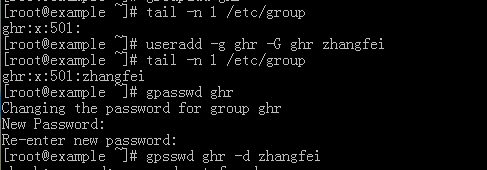 [root@example ~]# tail -n 1 /etc/group
ghr:x:501:
[root@example ~]# useradd -g ghr -G ghr zhangfei
[root@example ~]# tail -n 1 /etc/group
ghr:x:501:zhangfei
[root@example ~]# gpasswd ghr
Changing the password for group ghr
New Password:
Re-enter new password:
[root@example ~]# gpsswd ghr -d zhangfei